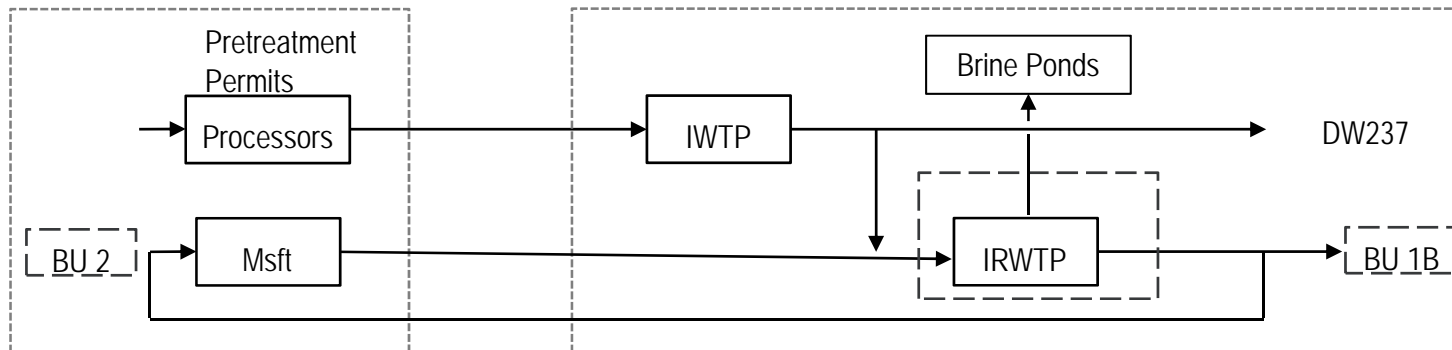 Pretreatment
Permits
Brine Ponds
Processors
IWTP
DW237
BU 2
Msft
IRWTP
BU 1B